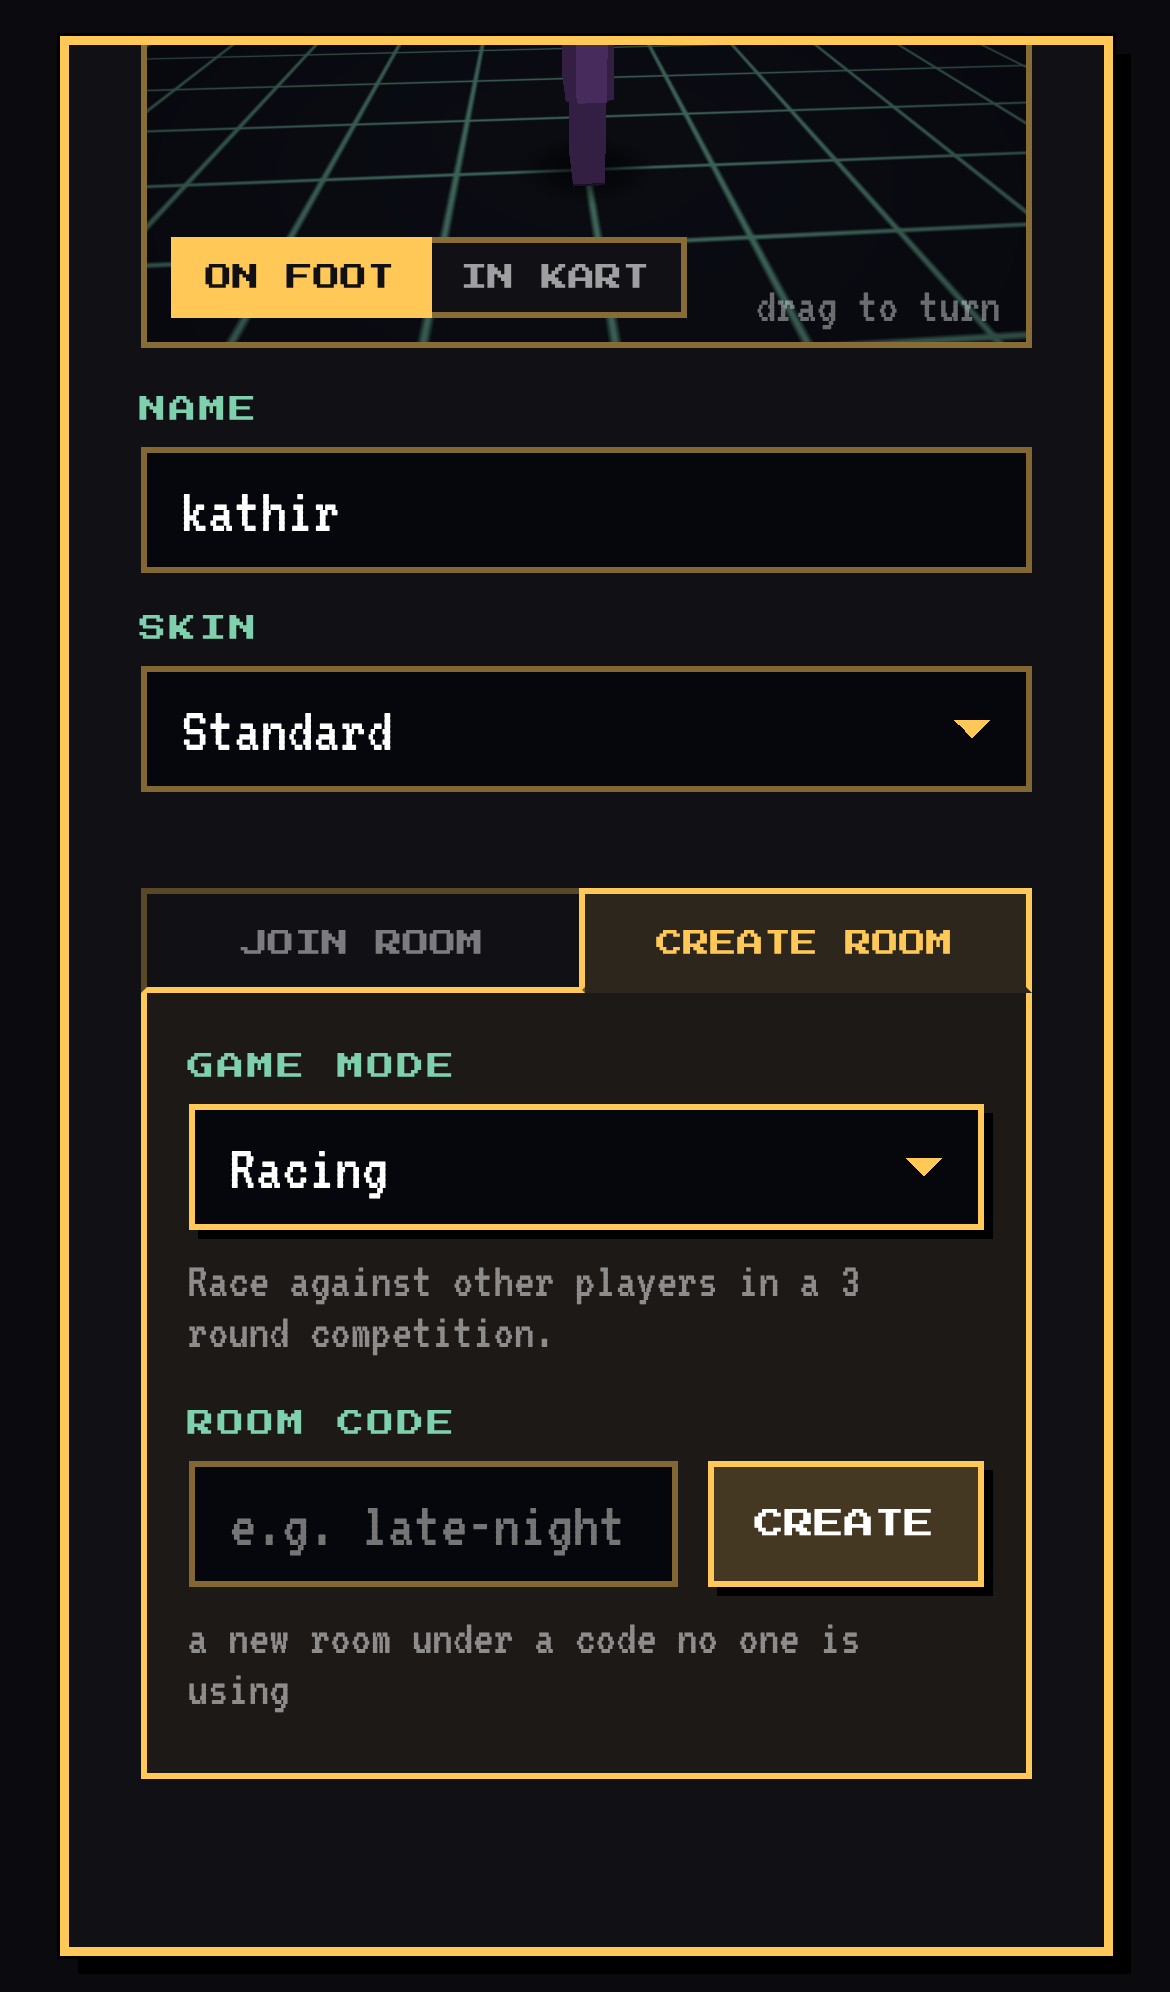 ON FOOT IN KART
drag to turn
NAME
kathir
SKIN
Standard
JOIN ROOM CREATE ROOM
GAME MODE
Racing
Race against other players in a 3
round competition.
ROOM CODE
e.g. late-night CREATE
a new room under a code no one is
using